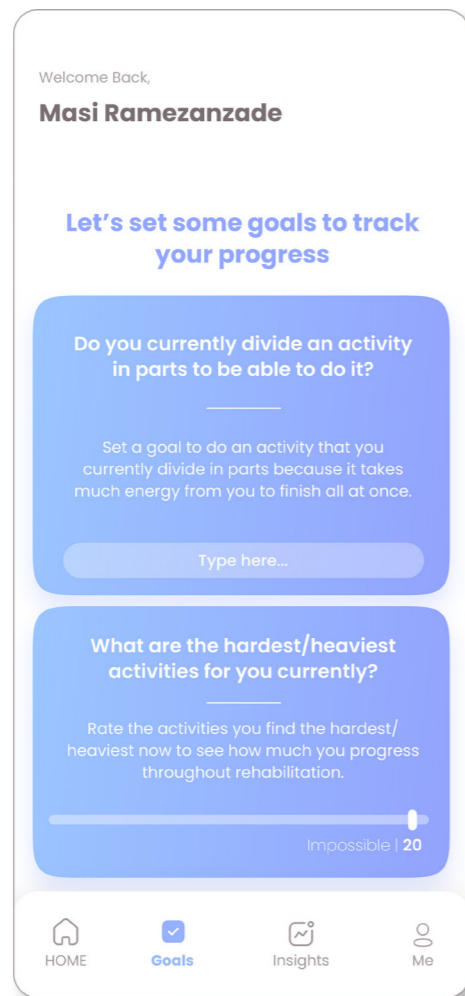 Welcome Back,
Masi Ramezanzade
Let's set some goals to track
your progress
Do you currently divide an activity
in parts to be able to do it?
Set a goal to do an activity that you
currently divide in parts because it takes
much energy from you to finish all at once.
Type here...
What are the hardest/heaviest
activities for you currently?
Rate the activities you find the hardest/
heaviest now to see how much you progress
throughout rehabilitation.
Impossible | 20
HOME Goals Insights Me